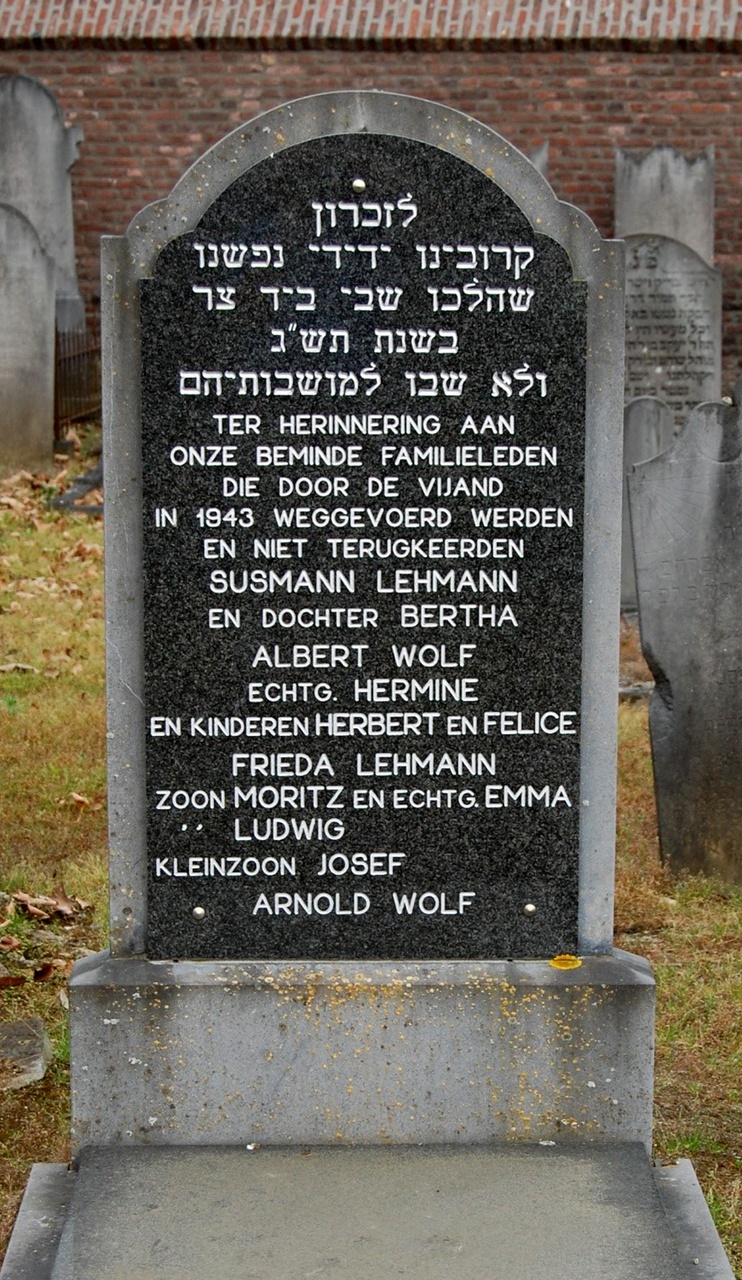 לזכרון
קרובינו ידידי נפשנו
שהלכו שבי ביד צר
בשנת תש״ג
ולא שבו למושבותיהם
TER HERINNERING AAN
ONZE BEMINDE FAMILIELEDEN
DIE DOOR DE VIJAND
IN 1943 WEGGEVOERD WERDEN
EN NIET TERUGKEERDEN
SUSMANN LEHMANN
EN DOCHTER BERTHA
ALBERT WOLF
ECHTG. HERMINE
EN KINDEREN HERBERT EN FELICE
FRIEDA LEHMANN
ZOON MORITZ EN ECHTG. EMMA
,, LUDWIG
KLEINZOON JOSEF
ARNOLD WOLF